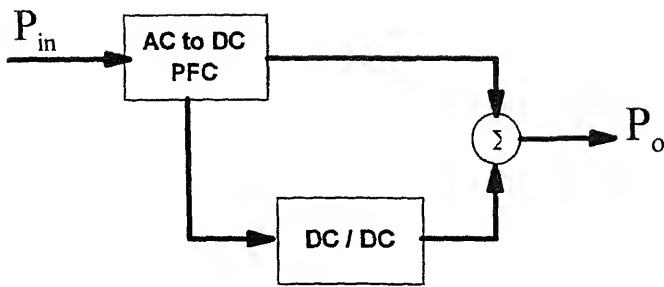 P_in
AC to DC
PFC
Σ
P_o
DC / DC